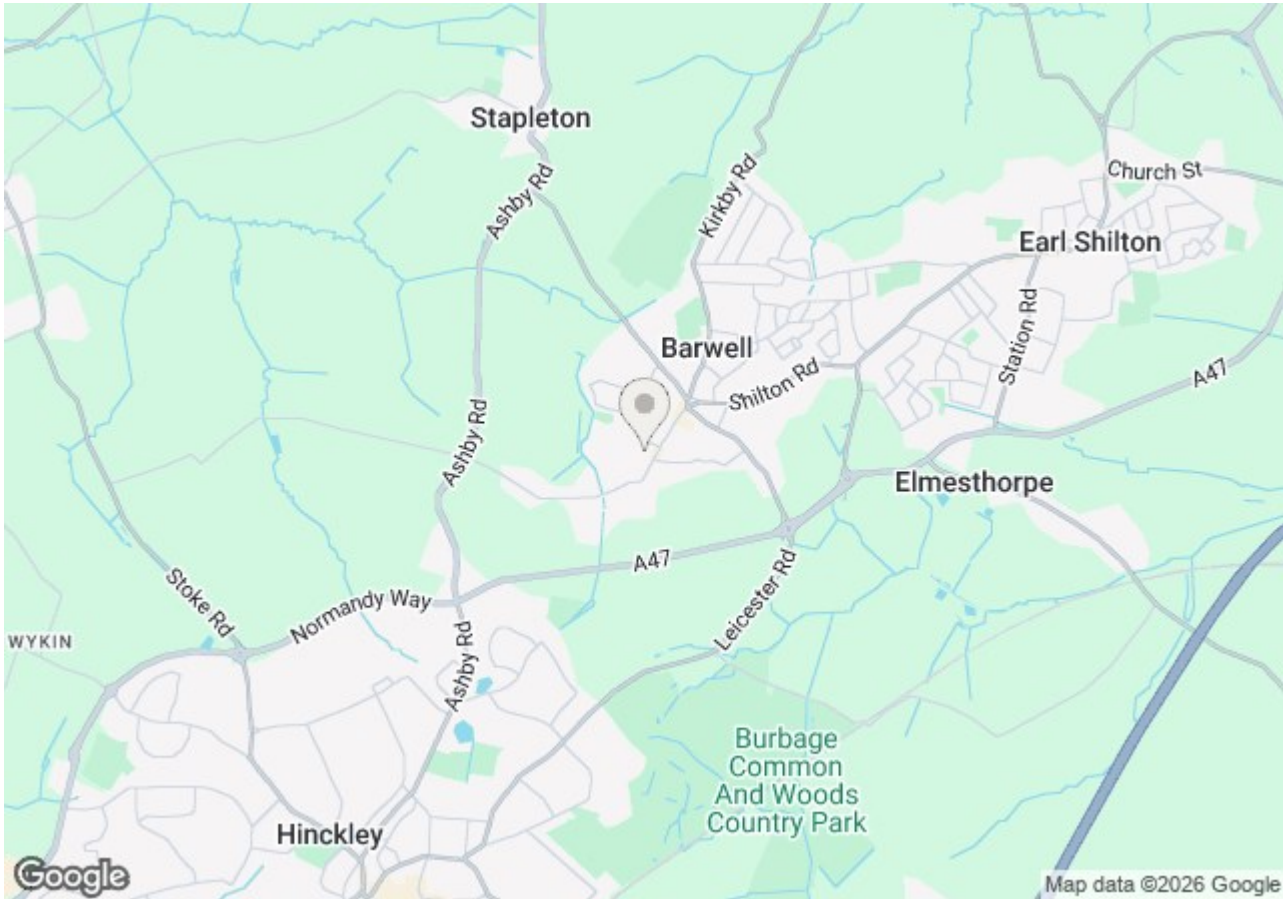 Stapleton
Ashby Rd
Kirkby Rd
Church St
Earl Shilton
Station Rd
Barwell
Shilton Rd
A47
Ashby Rd
Elmesthorpe
A47
Stoke Rd
Normandy Way
Leicester Rd
WYKIN
Ashby Rd
Burbage
Common
And Woods
Country Park
Hinckley
Google
Map data ©2026 Google